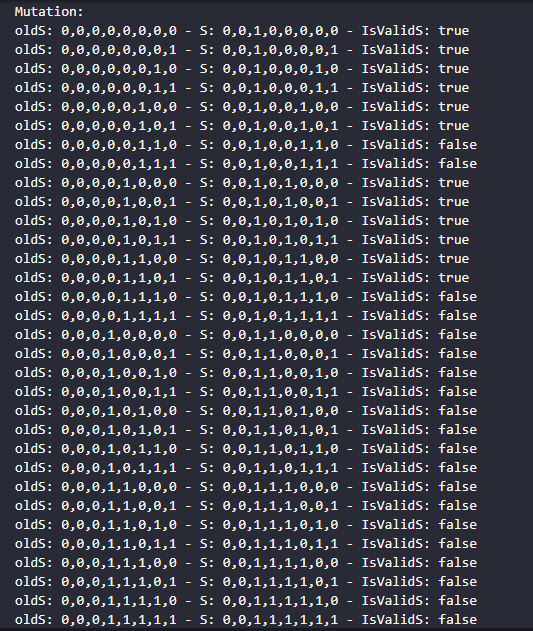 Mutation:
oldS: 0,0,0,0,0,0,0,0 - S: 0,0,1,0,0,0,0,0 - IsValidS: true
oldS: 0,0,0,0,0,0,0,1 - S: 0,0,1,0,0,0,0,1 - IsValidS: true
oldS: 0,0,0,0,0,0,1,0 - S: 0,0,1,0,0,0,1,0 - IsValidS: true
oldS: 0,0,0,0,0,0,1,1 - S: 0,0,1,0,0,0,1,1 - IsValidS: true
oldS: 0,0,0,0,0,1,0,0 - S: 0,0,1,0,0,1,0,0 - IsValidS: true
oldS: 0,0,0,0,0,1,0,1 - S: 0,0,1,0,0,1,0,1 - IsValidS: true
oldS: 0,0,0,0,0,1,1,0 - S: 0,0,1,0,0,1,1,0 - IsValidS: false
oldS: 0,0,0,0,0,1,1,1 - S: 0,0,1,0,0,1,1,1 - IsValidS: false
oldS: 0,0,0,0,1,0,0,0 - S: 0,0,1,0,1,0,0,0 - IsValidS: true
oldS: 0,0,0,0,1,0,0,1 - S: 0,0,1,0,1,0,0,1 - IsValidS: true
oldS: 0,0,0,0,1,0,1,0 - S: 0,0,1,0,1,0,1,0 - IsValidS: true
oldS: 0,0,0,0,1,0,1,1 - S: 0,0,1,0,1,0,1,1 - IsValidS: true
oldS: 0,0,0,0,1,1,0,0 - S: 0,0,1,0,1,1,0,0 - IsValidS: true
oldS: 0,0,0,0,1,1,0,1 - S: 0,0,1,0,1,1,0,1 - IsValidS: true
oldS: 0,0,0,0,1,1,1,0 - S: 0,0,1,0,1,1,1,0 - IsValidS: false
oldS: 0,0,0,0,1,1,1,1 - S: 0,0,1,0,1,1,1,1 - IsValidS: false
oldS: 0,0,0,1,0,0,0,0 - S: 0,0,1,1,0,0,0,0 - IsValidS: false
oldS: 0,0,0,1,0,0,0,1 - S: 0,0,1,1,0,0,0,1 - IsValidS: false
oldS: 0,0,0,1,0,0,1,0 - S: 0,0,1,1,0,0,1,0 - IsValidS: false
oldS: 0,0,0,1,0,0,1,1 - S: 0,0,1,1,0,0,1,1 - IsValidS: false
oldS: 0,0,0,1,0,1,0,0 - S: 0,0,1,1,0,1,0,0 - IsValidS: false
oldS: 0,0,0,1,0,1,0,1 - S: 0,0,1,1,0,1,0,1 - IsValidS: false
oldS: 0,0,0,1,0,1,1,0 - S: 0,0,1,1,0,1,1,0 - IsValidS: false
oldS: 0,0,0,1,0,1,1,1 - S: 0,0,1,1,0,1,1,1 - IsValidS: false
oldS: 0,0,0,1,1,0,0,0 - S: 0,0,1,1,1,0,0,0 - IsValidS: false
oldS: 0,0,0,1,1,0,0,1 - S: 0,0,1,1,1,0,0,1 - IsValidS: false
oldS: 0,0,0,1,1,0,1,0 - S: 0,0,1,1,1,0,1,0 - IsValidS: false
oldS: 0,0,0,1,1,0,1,1 - S: 0,0,1,1,1,0,1,1 - IsValidS: false
oldS: 0,0,0,1,1,1,0,0 - S: 0,0,1,1,1,1,0,0 - IsValidS: false
oldS: 0,0,0,1,1,1,0,1 - S: 0,0,1,1,1,1,0,1 - IsValidS: false
oldS: 0,0,0,1,1,1,1,0 - S: 0,0,1,1,1,1,1,0 - IsValidS: false
oldS: 0,0,0,1,1,1,1,1 - S: 0,0,1,1,1,1,1,1 - IsValidS: false